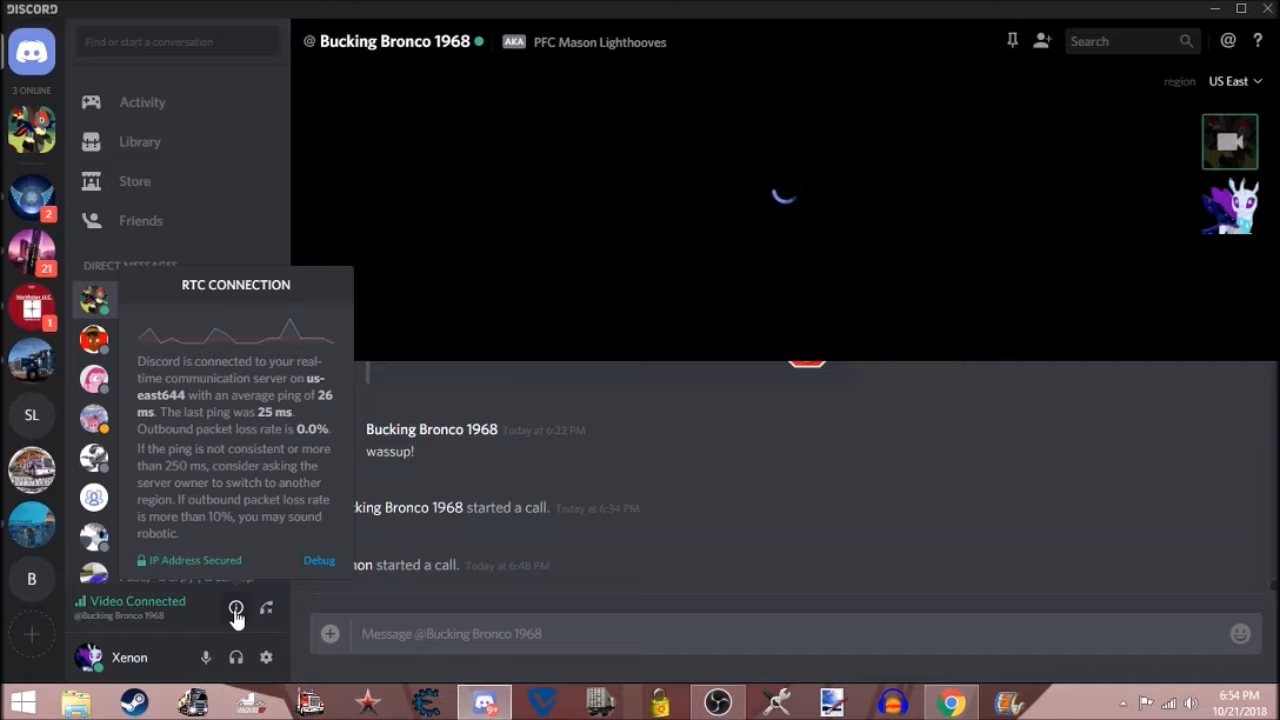 DISCORD
Find or start a conversation
@ Bucking Bronco 1968
AKA PFC Mason Lighthooves
Search
@ ?
region US East
3 ONLINE
Activity
Library
Store
Friends
DIRECT MESSAGES
2
21
1
SL
B
RTC CONNECTION
Discord is connected to your real-
time communication server on us-
east644 with an average ping of 26
ms. The last ping was 25 ms.
Outbound packet loss rate is 0.0%.
If the ping is not consistent or more
than 250 ms, consider asking the
server owner to switch to another
region. If outbound packet loss rate
is more than 10%, you may sound
robotic.
IP Address Secured Debug
Bucking Bronco 1968 Today at 6:22 PM
wassup!
king Bronco 1968 started a call. Today at 6:34 PM
non started a call. Today at 6:48 PM
Video Connected
@Bucking Bronco 1968
Message @Bucking Bronco 1968
Xenon
9+
6:54 PM
10/21/2018